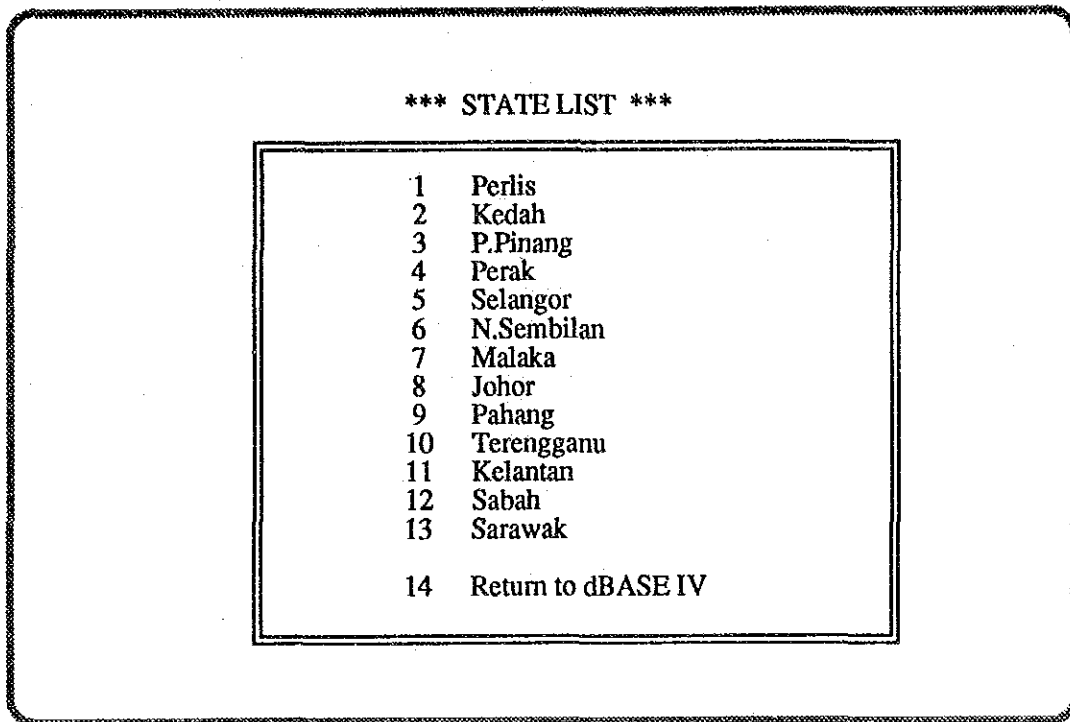 *** STATE LIST ***
1 Perlis
2 Kedah
3 P.Pinang
4 Perak
5 Selangor
6 N.Sembilan
7 Malaka
8 Johor
9 Pahang
10 Terengganu
11 Kelantan
12 Sabah
13 Sarawak
14 Return to dBASE IV